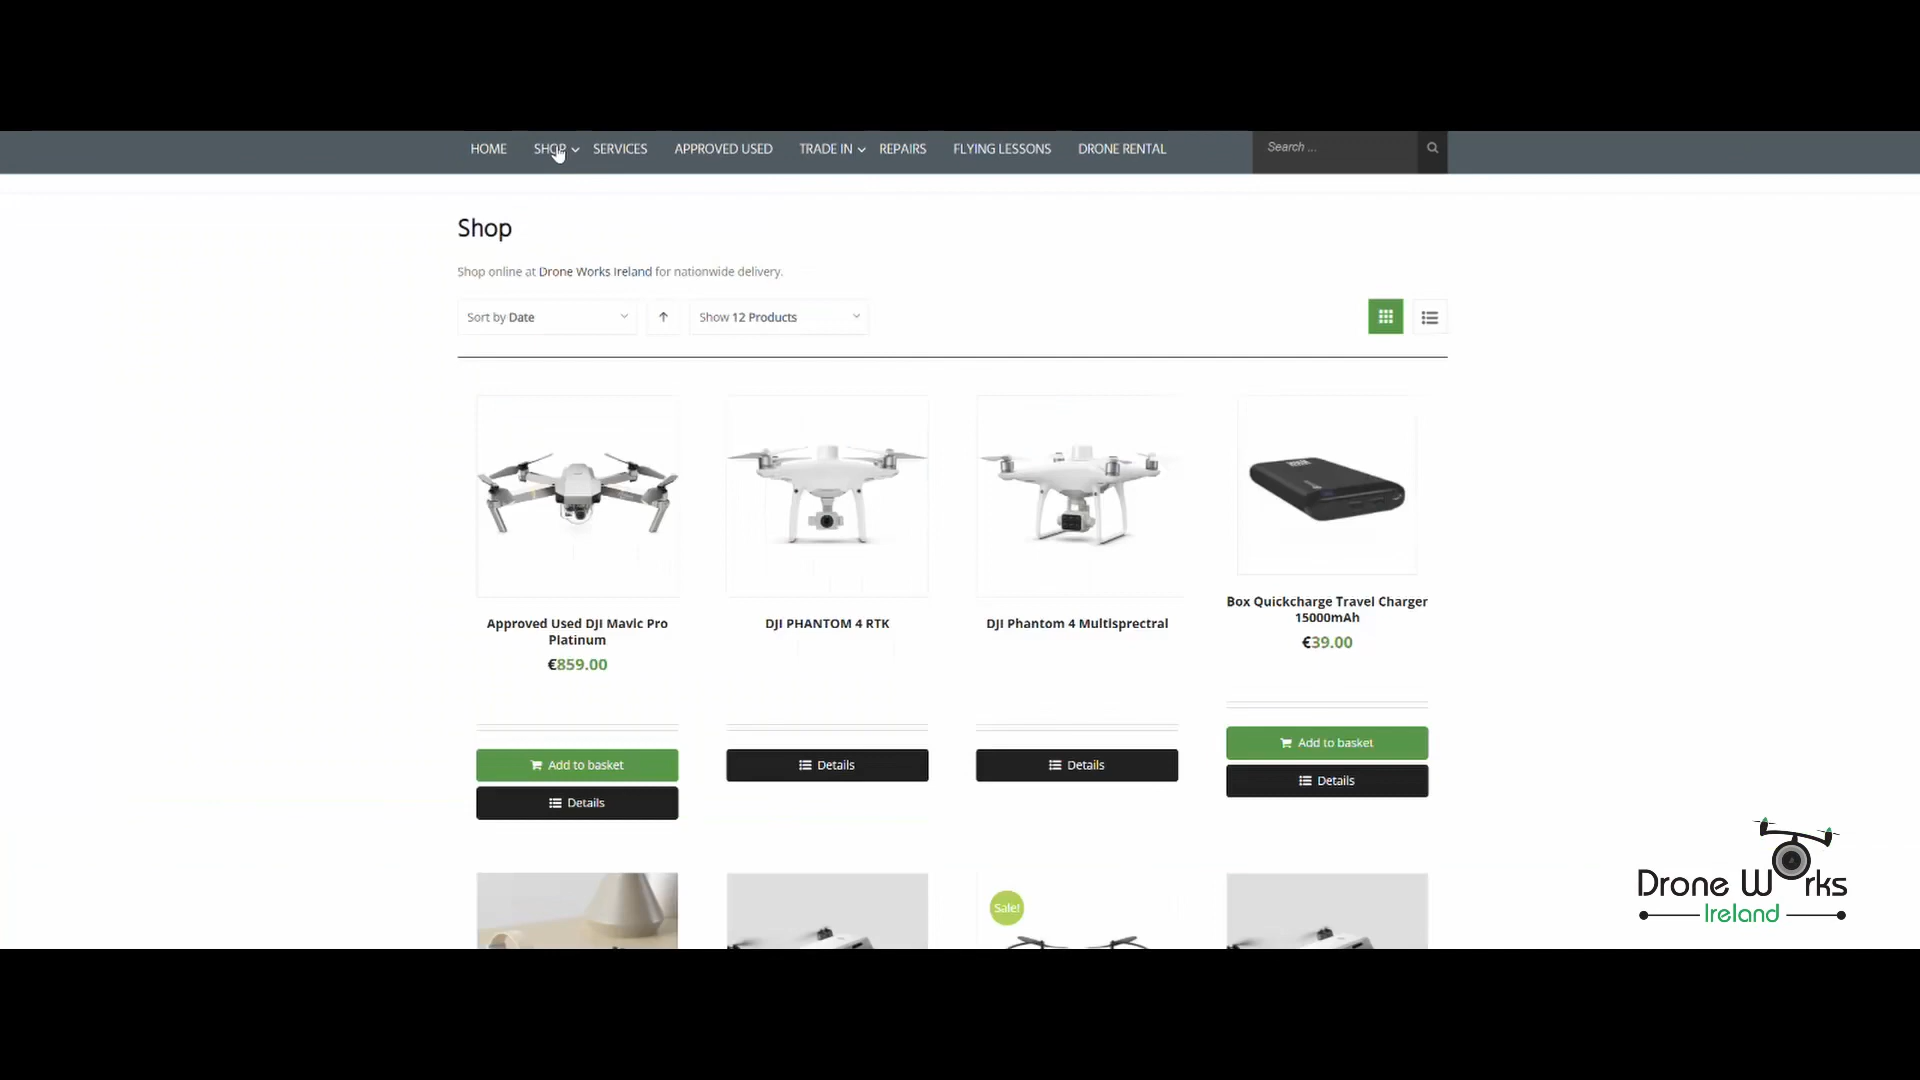 HOME SHOP SERVICES APPROVED USED TRADE IN REPAIRS FLYING LESSONS DRONE RENTAL Search ...
Shop
Shop online at Drone Works Ireland for nationwide delivery.
Sort by Date Show 12 Products
Approved Used DJI Mavic Pro
Platinum
€859.00
DJI PHANTOM 4 RTK
DJI Phantom 4 Multisprectral
Box Quickcharge Travel Charger
15000mAh
€39.00
Add to basket
Details
Details
Details
Add to basket
Details
Sale!
Drone Works
Ireland